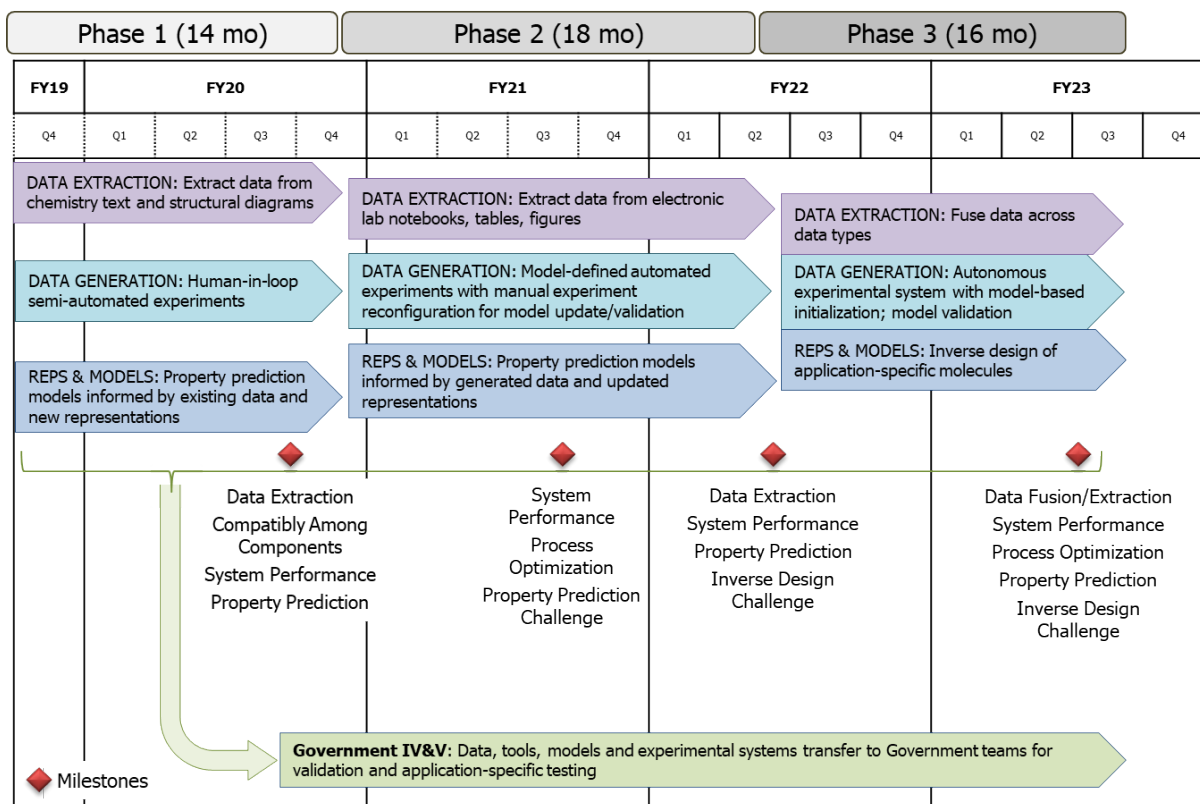 Phase 1 (14 mo)
Phase 2 (18 mo)
Phase 3 (16 mo)
FY19
FY20
FY21
FY22
FY23
Q4
Q1
Q2
Q3
Q4
Q1
Q2
Q3
Q4
Q1
Q2
Q3
Q4
Q1
Q2
Q3
Q4
DATA EXTRACTION: Extract data from
chemistry text and structural diagrams
DATA EXTRACTION: Extract data from electronic
lab notebooks, tables, figures
DATA EXTRACTION: Fuse data across
data types
DATA GENERATION: Human-in-loop
semi-automated experiments
DATA GENERATION: Model-defined automated
experiments with manual experiment
reconfiguration for model update/validation
DATA GENERATION: Autonomous
experimental system with model-based
initialization; model validation
REPS & MODELS: Property prediction
models informed by existing data and
new representations
REPS & MODELS: Property prediction models
informed by generated data and updated
representations
REPS & MODELS: Inverse design of
application-specific molecules
Data Extraction
Compatibly Among
Components
System Performance
Property Prediction
System
Performance
Process
Optimization
Property Prediction
Challenge
Data Extraction
System Performance
Property Prediction
Inverse Design
Challenge
Data Fusion/Extraction
System Performance
Process Optimization
Property Prediction
Inverse Design
Challenge
Government IV&V: Data, tools, models and experimental systems transfer to Government teams for
validation and application-specific testing
Milestones